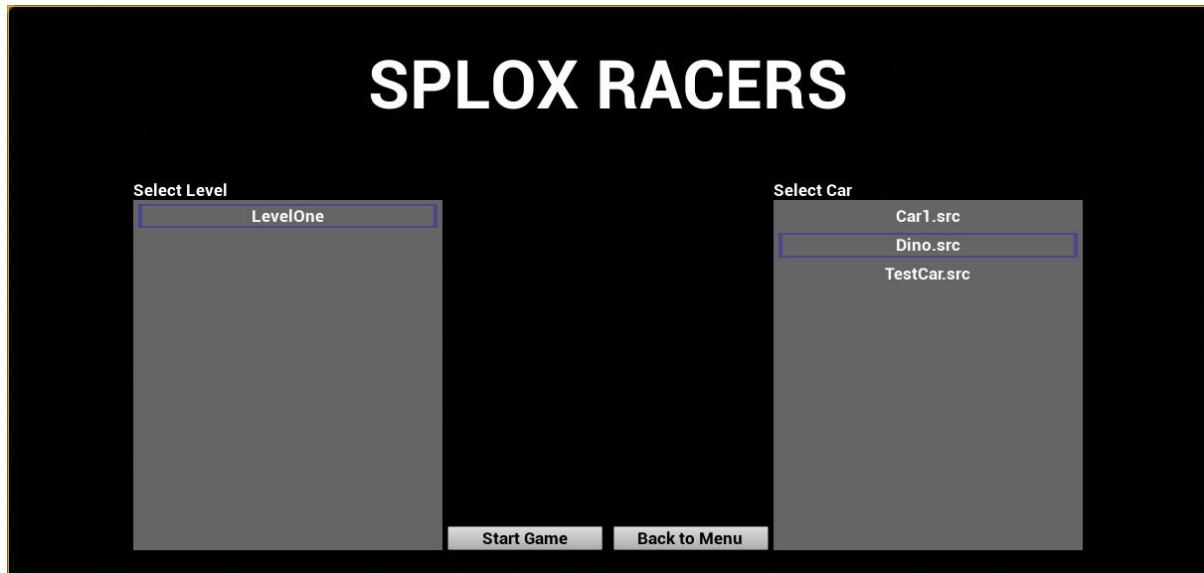 SPLOX RACERS
Select Level
LevelOne
Select Car
Car1.src
Dino.src
TestCar.src
Start Game
Back to Menu